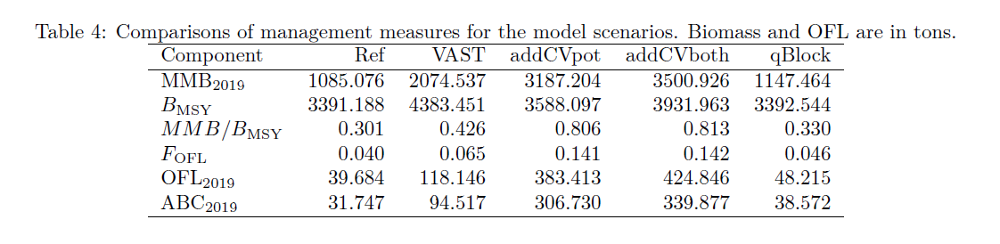 Table 4: Comparisons of management measures for the model scenarios. Biomass and OFL are in tons.
Component Ref VAST addCVpot addCVboth qBlock
MMB2019 1085.076 2074.537 3187.204 3500.926 1147.464
BMSY 3391.188 4383.451 3588.097 3931.963 3392.544
MMB/BMSY 0.301 0.426 0.806 0.813 0.330
FOFL 0.040 0.065 0.141 0.142 0.046
OFL2019 39.684 118.146 383.413 424.846 48.215
ABC2019 31.747 94.517 306.730 339.877 38.572